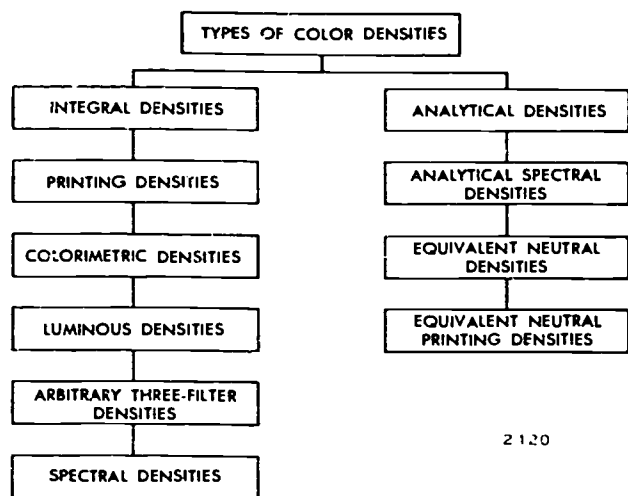 TYPES OF COLOR DENSITIES
INTEGRAL DENSITIES
PRINTING DENSITIES
COLORIMETRIC DENSITIES
LUMINOUS DENSITIES
ARBITRARY THREE-FILTER
DENSITIES
SPECTRAL DENSITIES
ANALYTICAL DENSITIES
ANALYTICAL SPECTRAL
DENSITIES
EQUIVALENT NEUTRAL
DENSITIES
EQUIVALENT NEUTRAL
PRINTING DENSITIES
2120